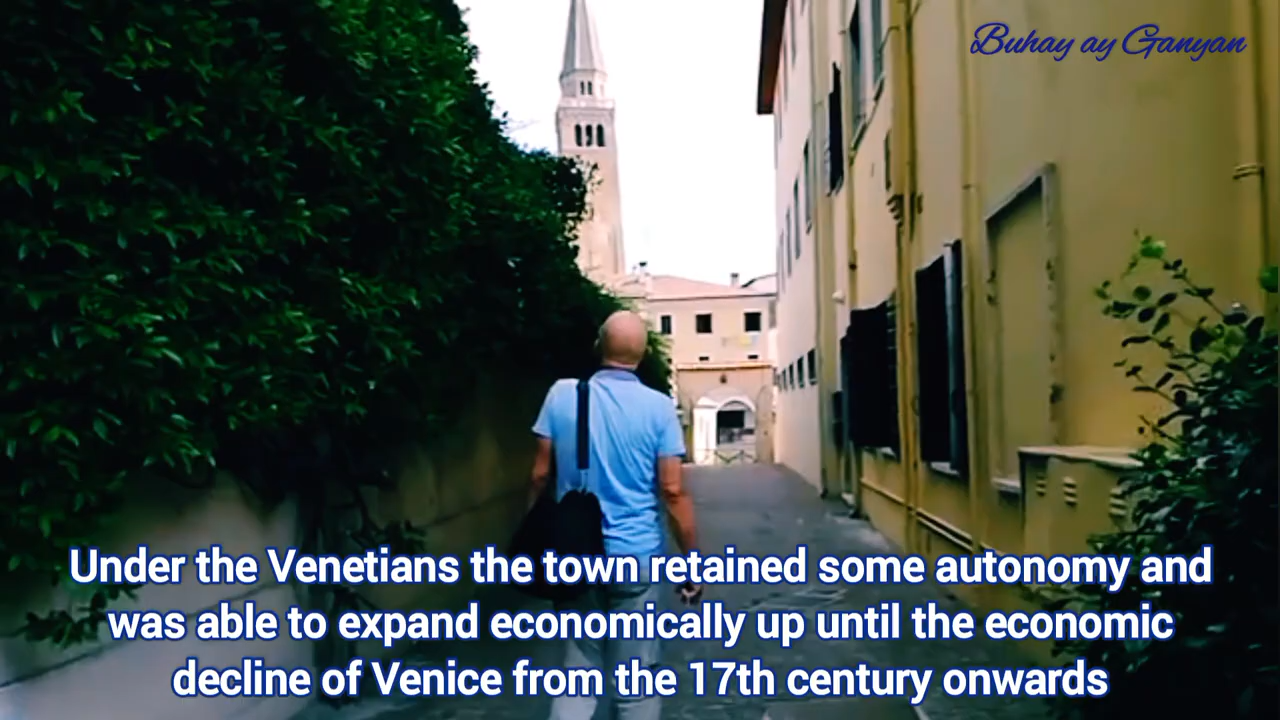 Buhay ay Ganyan
Under the Venetians the town retained some autonomy and
was able to expand economically up until the economic
decline of Venice from the 17th century onwards